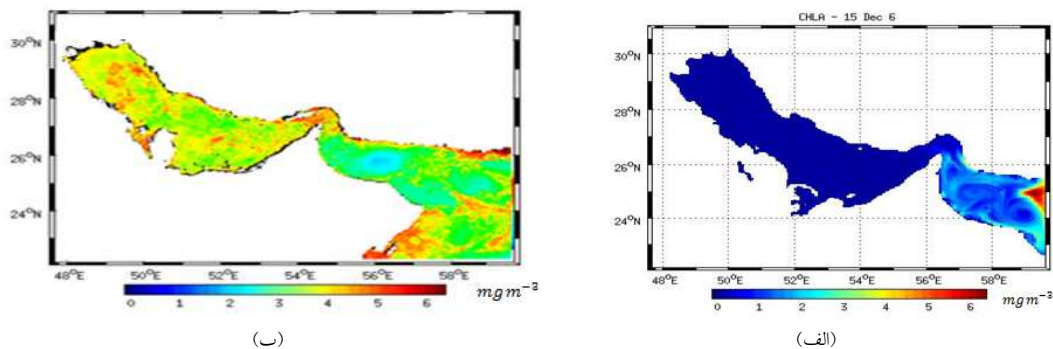 CHLA - 15 Dec 6
30°N
28°N
26°N
24°N
48°E 50°E 52°E 54°E 56°E 58°E
0 1 2 3 4 5 6 mgm⁻³
(الف)
30°N
28°N
26°N
24°N
48°E 50°E 52°E 54°E 56°E 58°E
0 1 2 3 4 5 6 mgm⁻³
(ب)